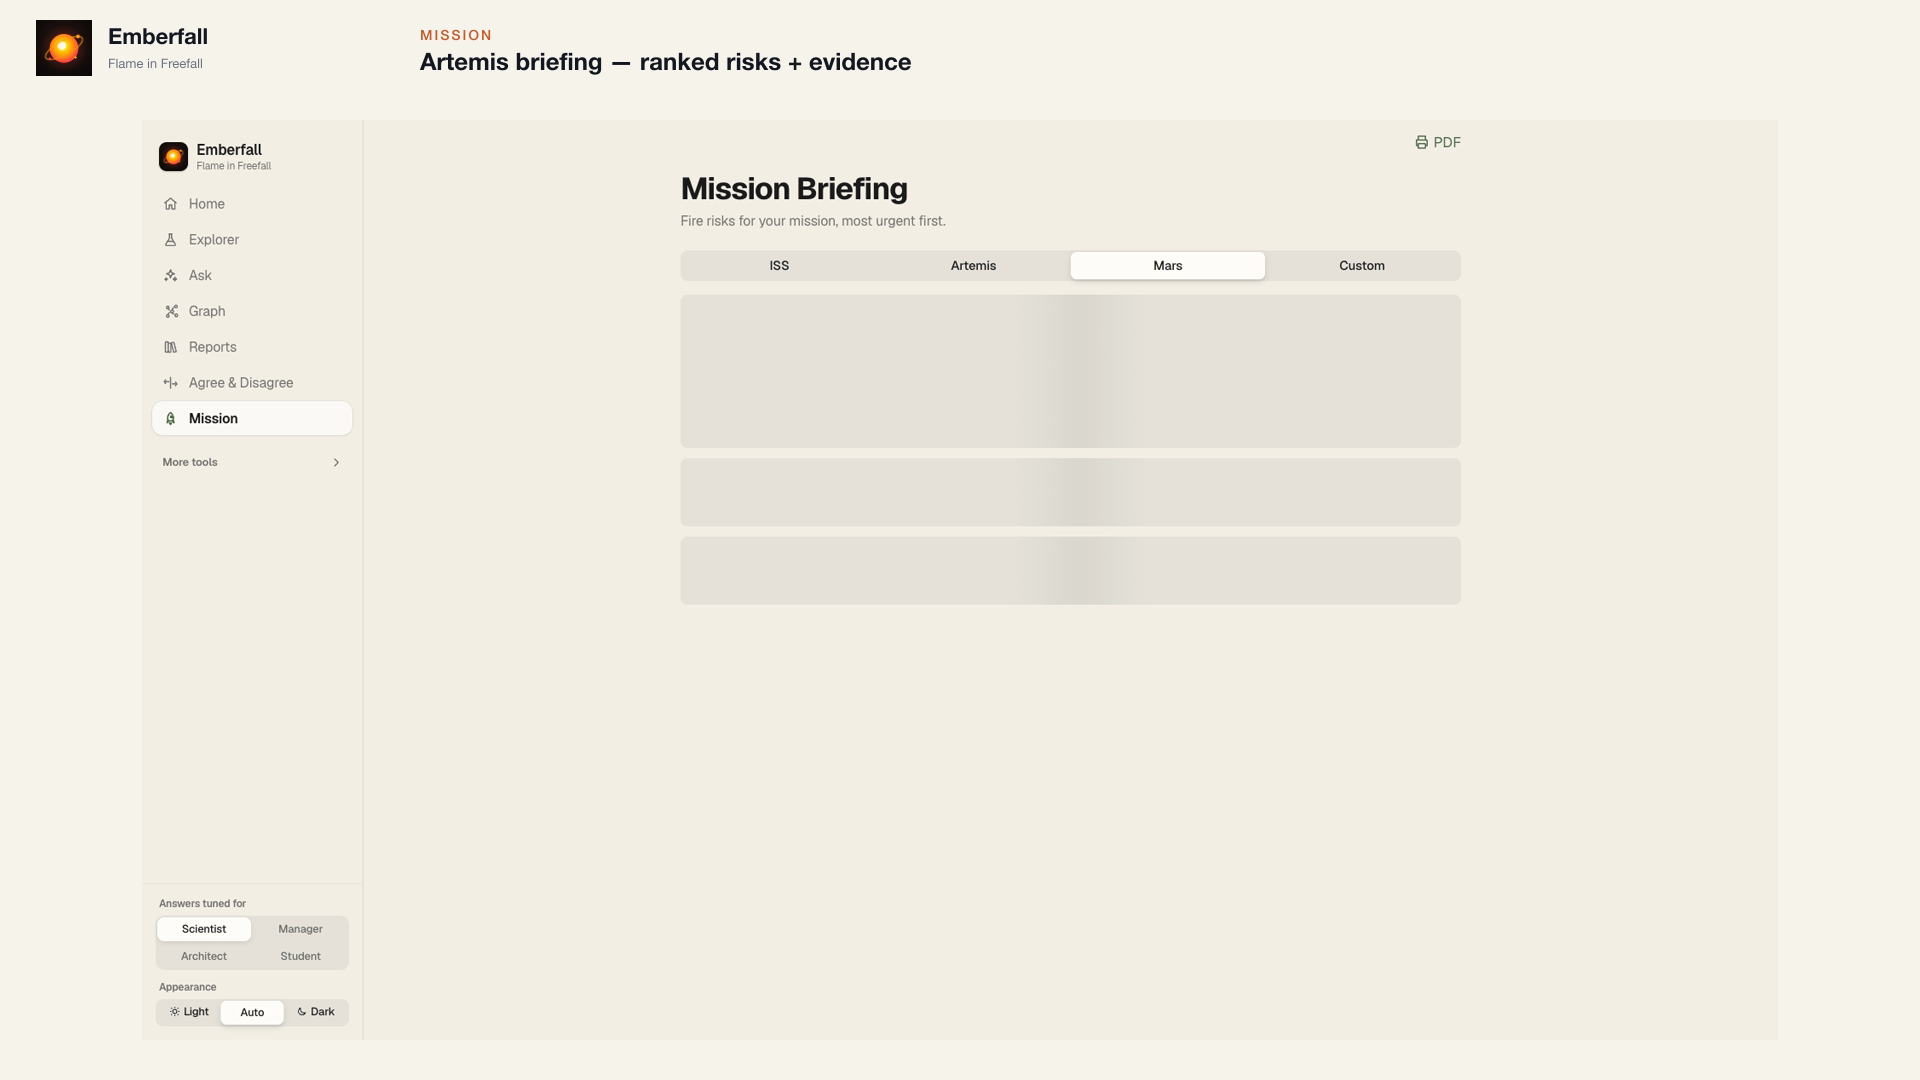 Emberfall
Flame in Freefall
MISSION
Artemis briefing — ranked risks + evidence
Emberfall
Flame in Freefall
Home
Explorer
Ask
Graph
Reports
Agree & Disagree
Mission
More tools
Answers tuned for
Scientist Manager
Architect Student
Appearance
Light Auto Dark
PDF
Mission Briefing
Fire risks for your mission, most urgent first.
ISS Artemis Mars Custom